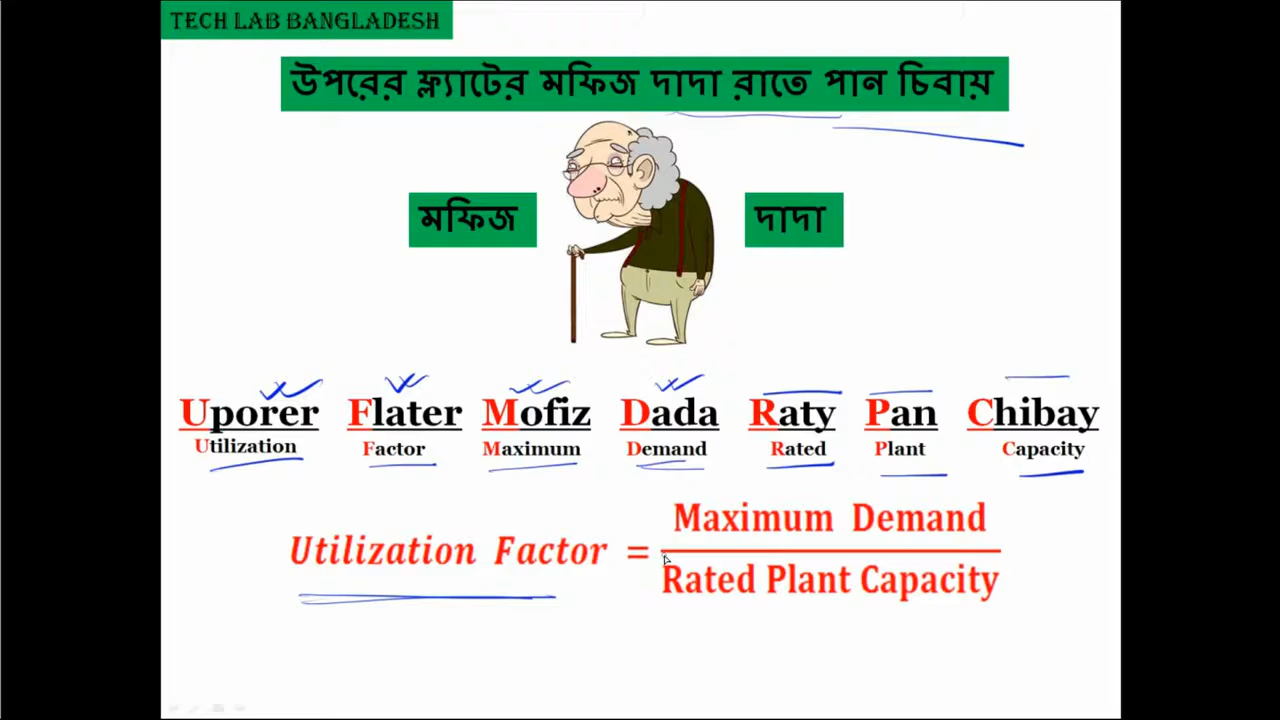 TECH LAB BANGLADESH
উপরের ফ্ল্যাটের মফিজ দাদা রাতে পান চিবায়
মফিজ দাদা
Uporer Flater Mofiz Dada Raty Pan Chibay
Utilization Factor Maximum Demand Rated Plant Capacity
Maximum Demand
Utilization Factor =
Rated Plant Capacity